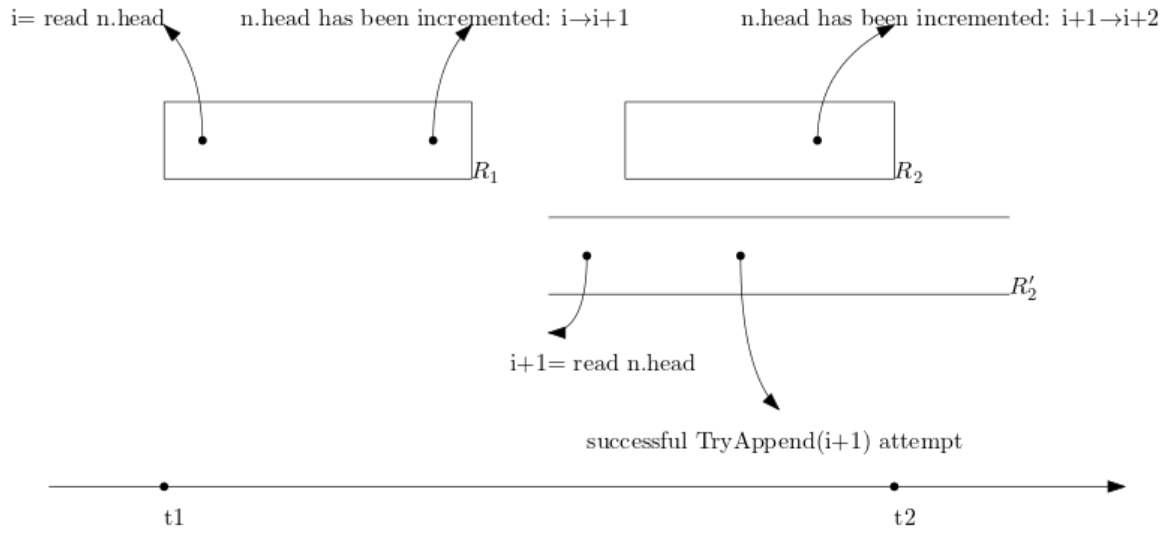 i= read n.head
n.head has been incremented: i→i+1
n.head has been incremented: i+1→i+2
R₁
R₂
R′₂
i+1= read n.head
successful TryAppend(i+1) attempt
t1
t2